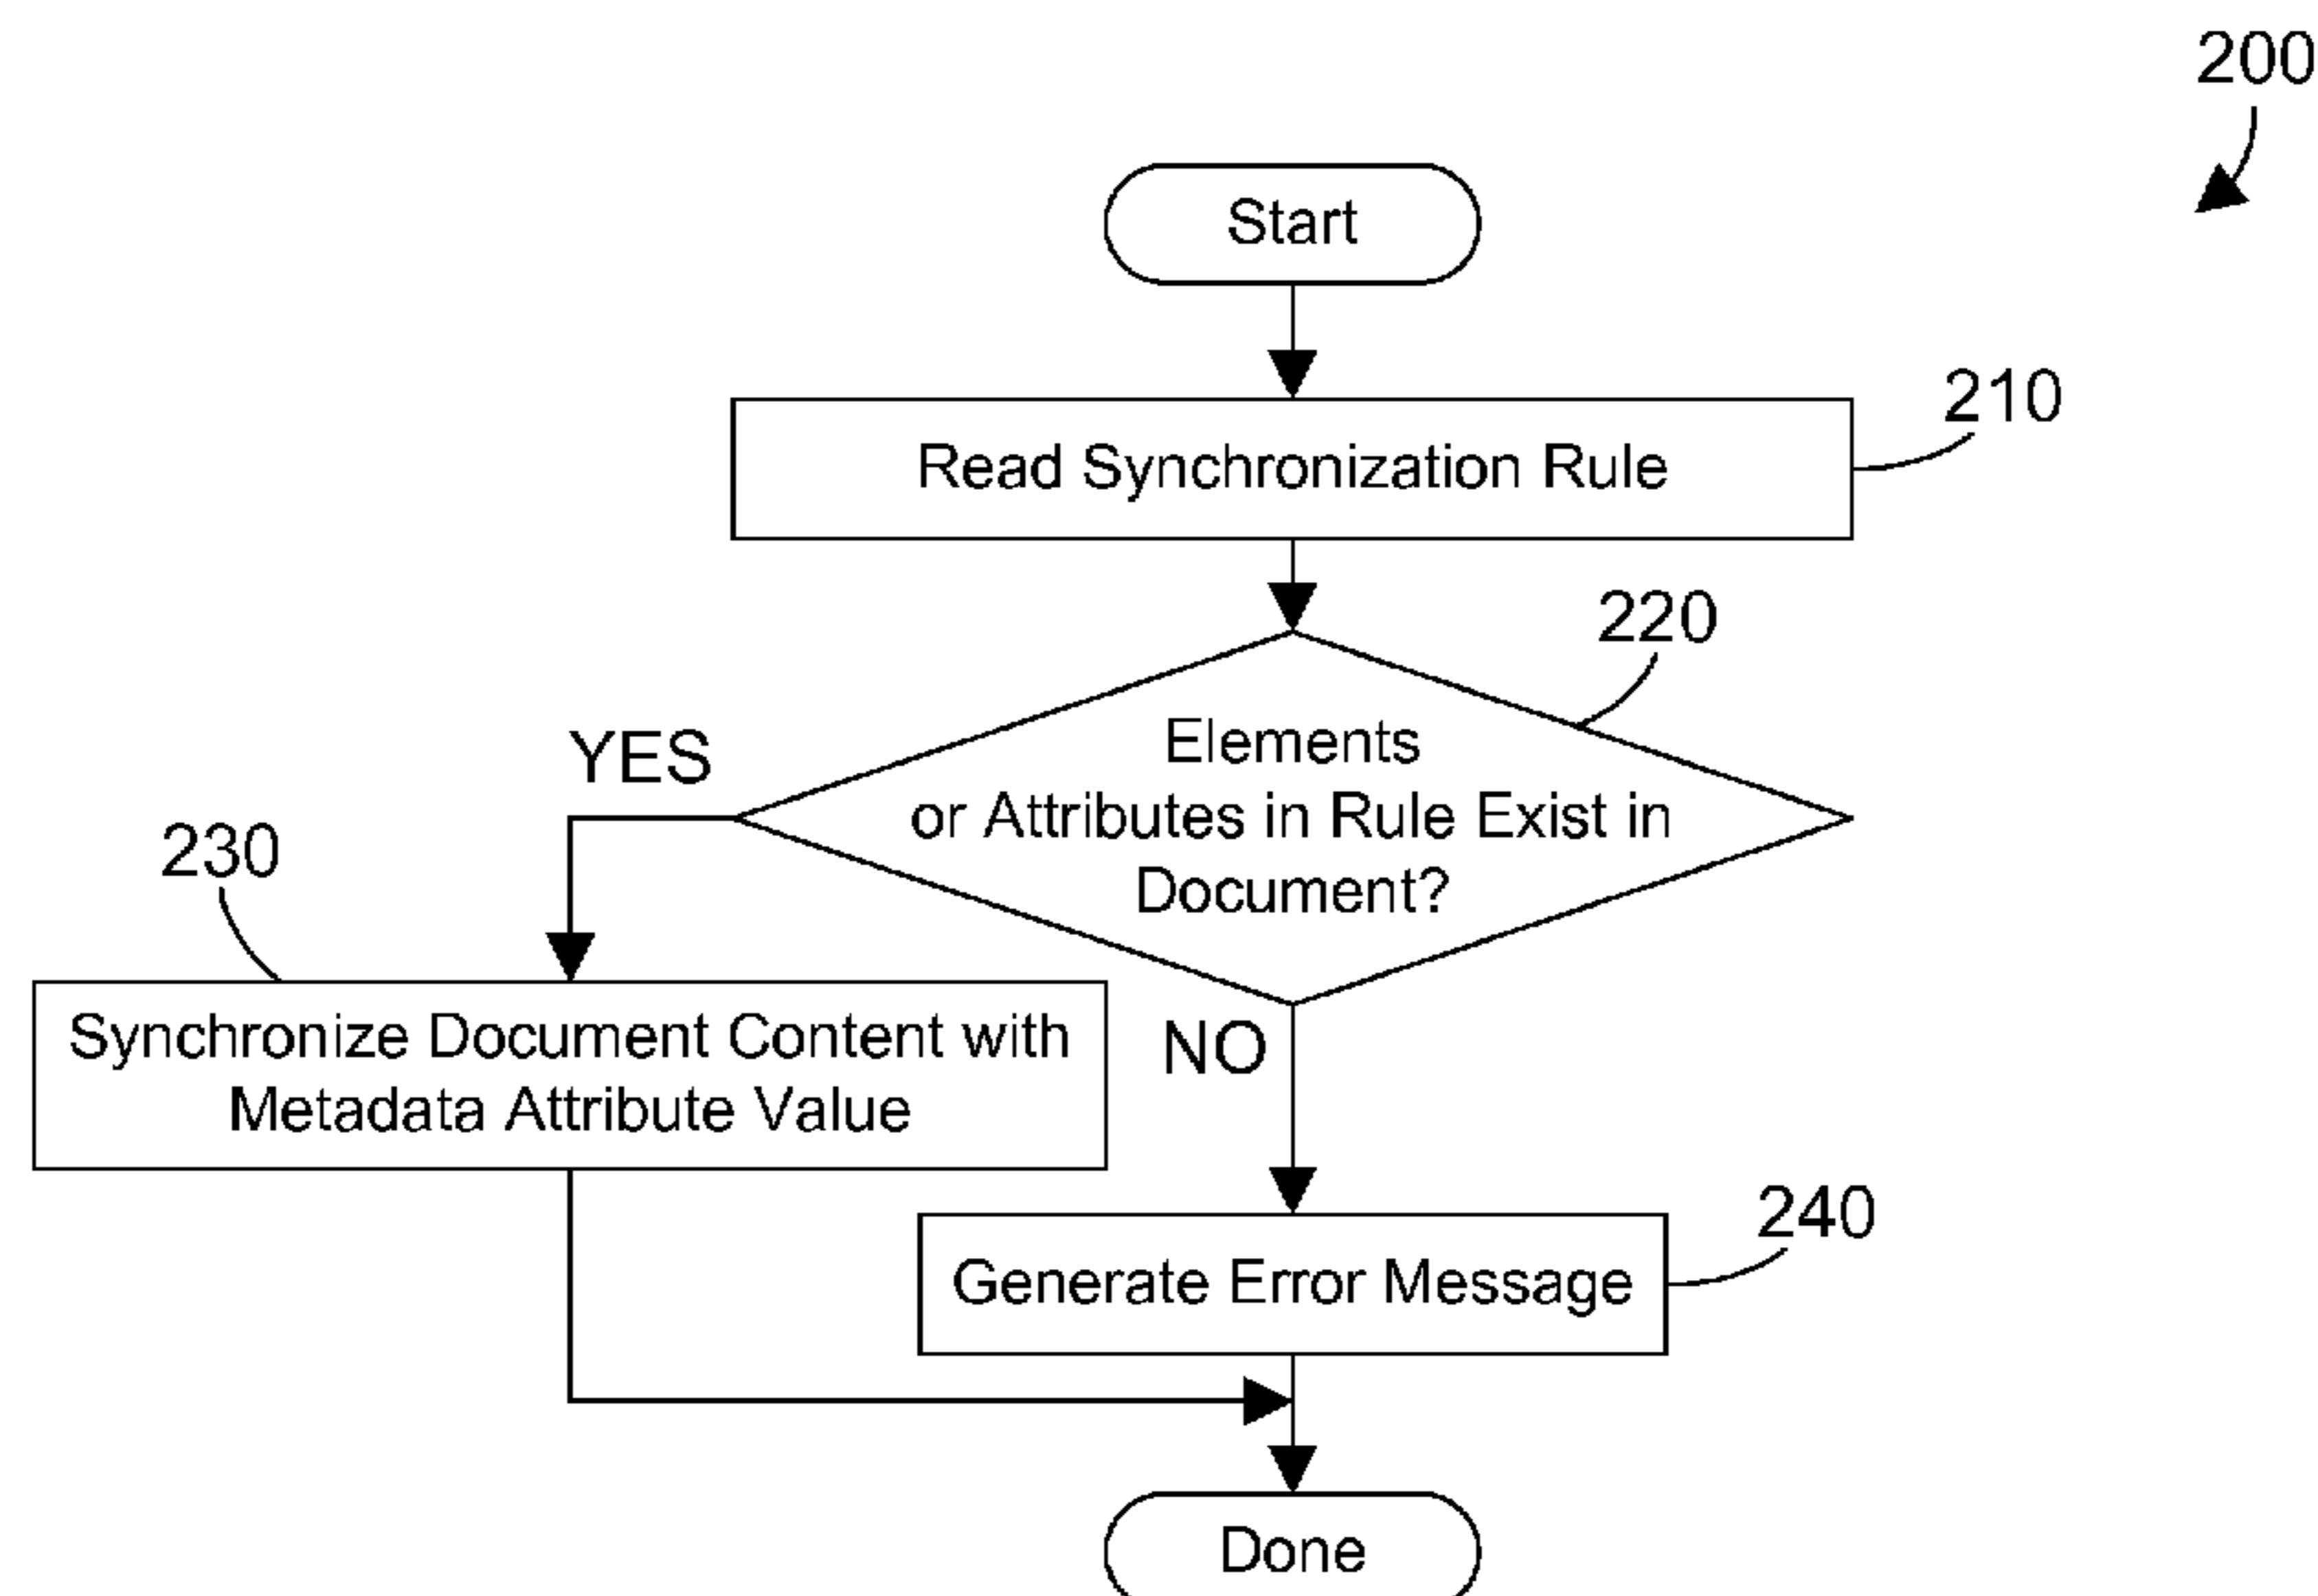 200
Start
210
Read Synchronization Rule
220
Elements
or Attributes in Rule Exist in
Document?
YES
230
Synchronize Document Content with
Metadata Attribute Value
NO
240
Generate Error Message
Done